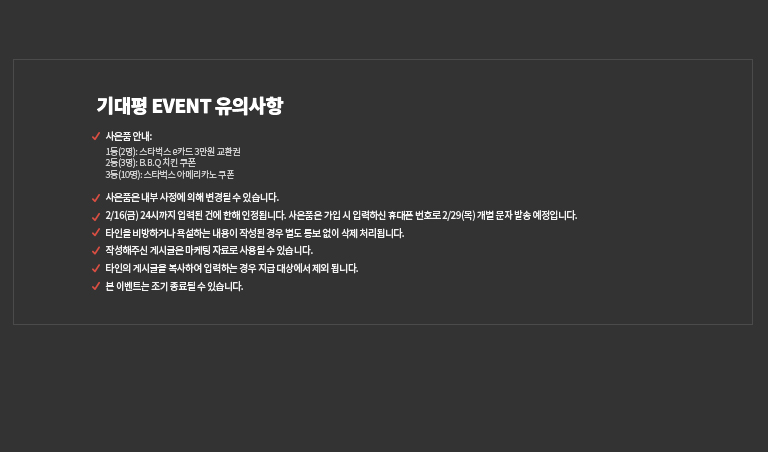 기대평 EVENT 유의사항
사은품 안내:
1등(2명): 스타벅스 e카드 3만원 교환권
2등(3명): B.B.Q 치킨 쿠폰
3등(10명): 스타벅스 아메리카노 쿠폰
사은품은 내부 사정에 의해 변경될 수 있습니다.
2/16(금) 24시까지 입력된 건에 한해 인정됩니다. 사은품은 가입 시 입력하신 휴대폰 번호로 2/29(목) 개별 문자 발송 예정입니다.
타인을 비방하거나 욕설하는 내용이 작성된 경우 별도 통보 없이 삭제 처리됩니다.
작성해주신 게시글은 마케팅 자료로 사용될 수 있습니다.
타인의 게시글을 복사하여 입력하는 경우 지급 대상에서 제외 됩니다.
본 이벤트는 조기 종료될 수 있습니다.